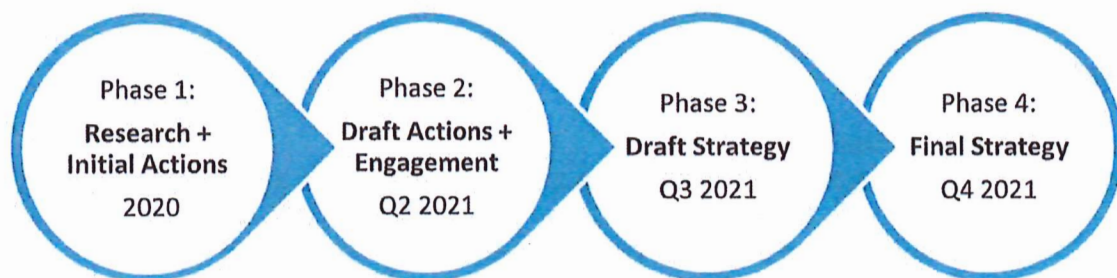 Phase 1:
Research +
Initial Actions
2020
Phase 2:
Draft Actions +
Engagement
Q2 2021
Phase 3:
Draft Strategy
Q3 2021
Phase 4:
Final Strategy
Q4 2021